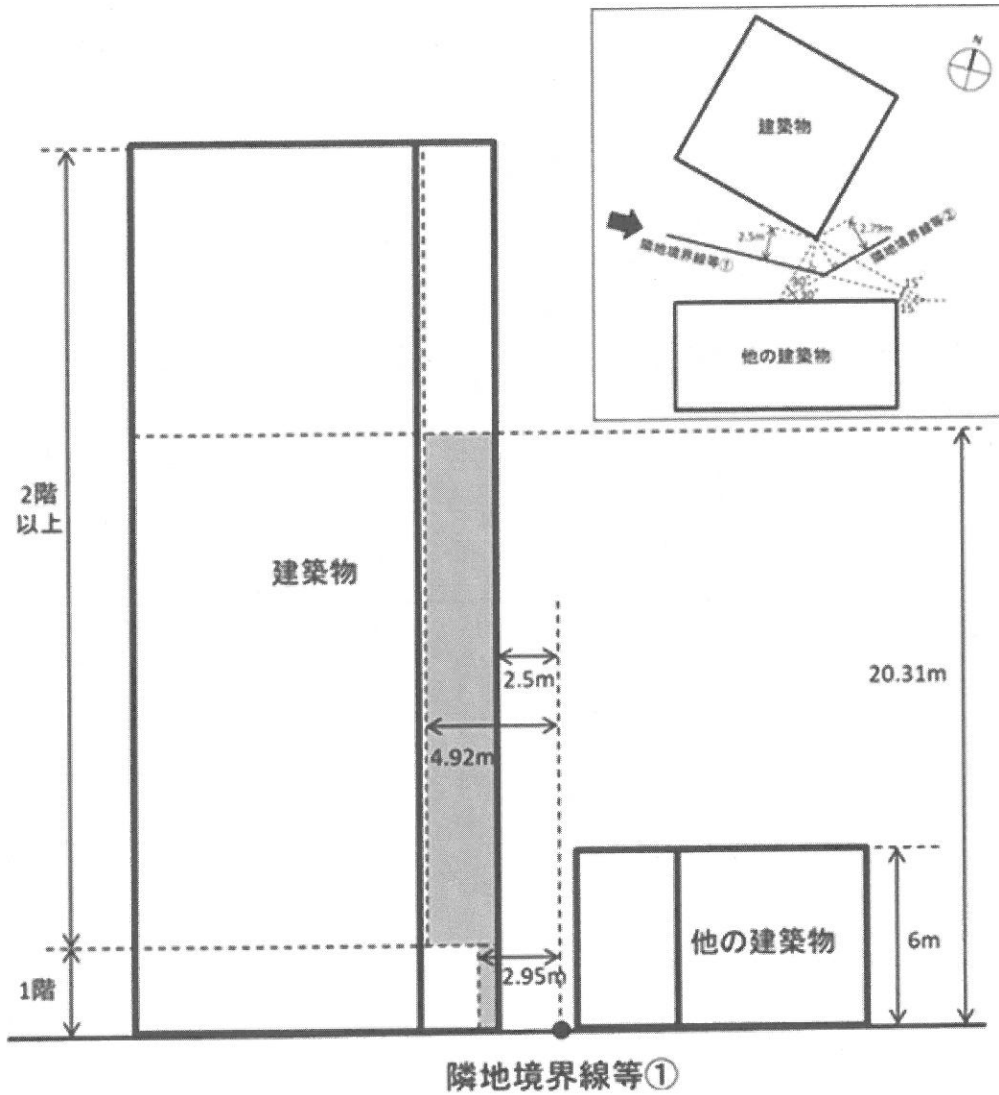 N
建築物
2.5m
2.79m
隣地境界線等①
隣地境界線等②
30°
30°
15°
15°
他の建築物
2階
以上
建築物
2.5m
20.31m
4.92m
他の建築物
6m
1階
2.95m
隣地境界線等①